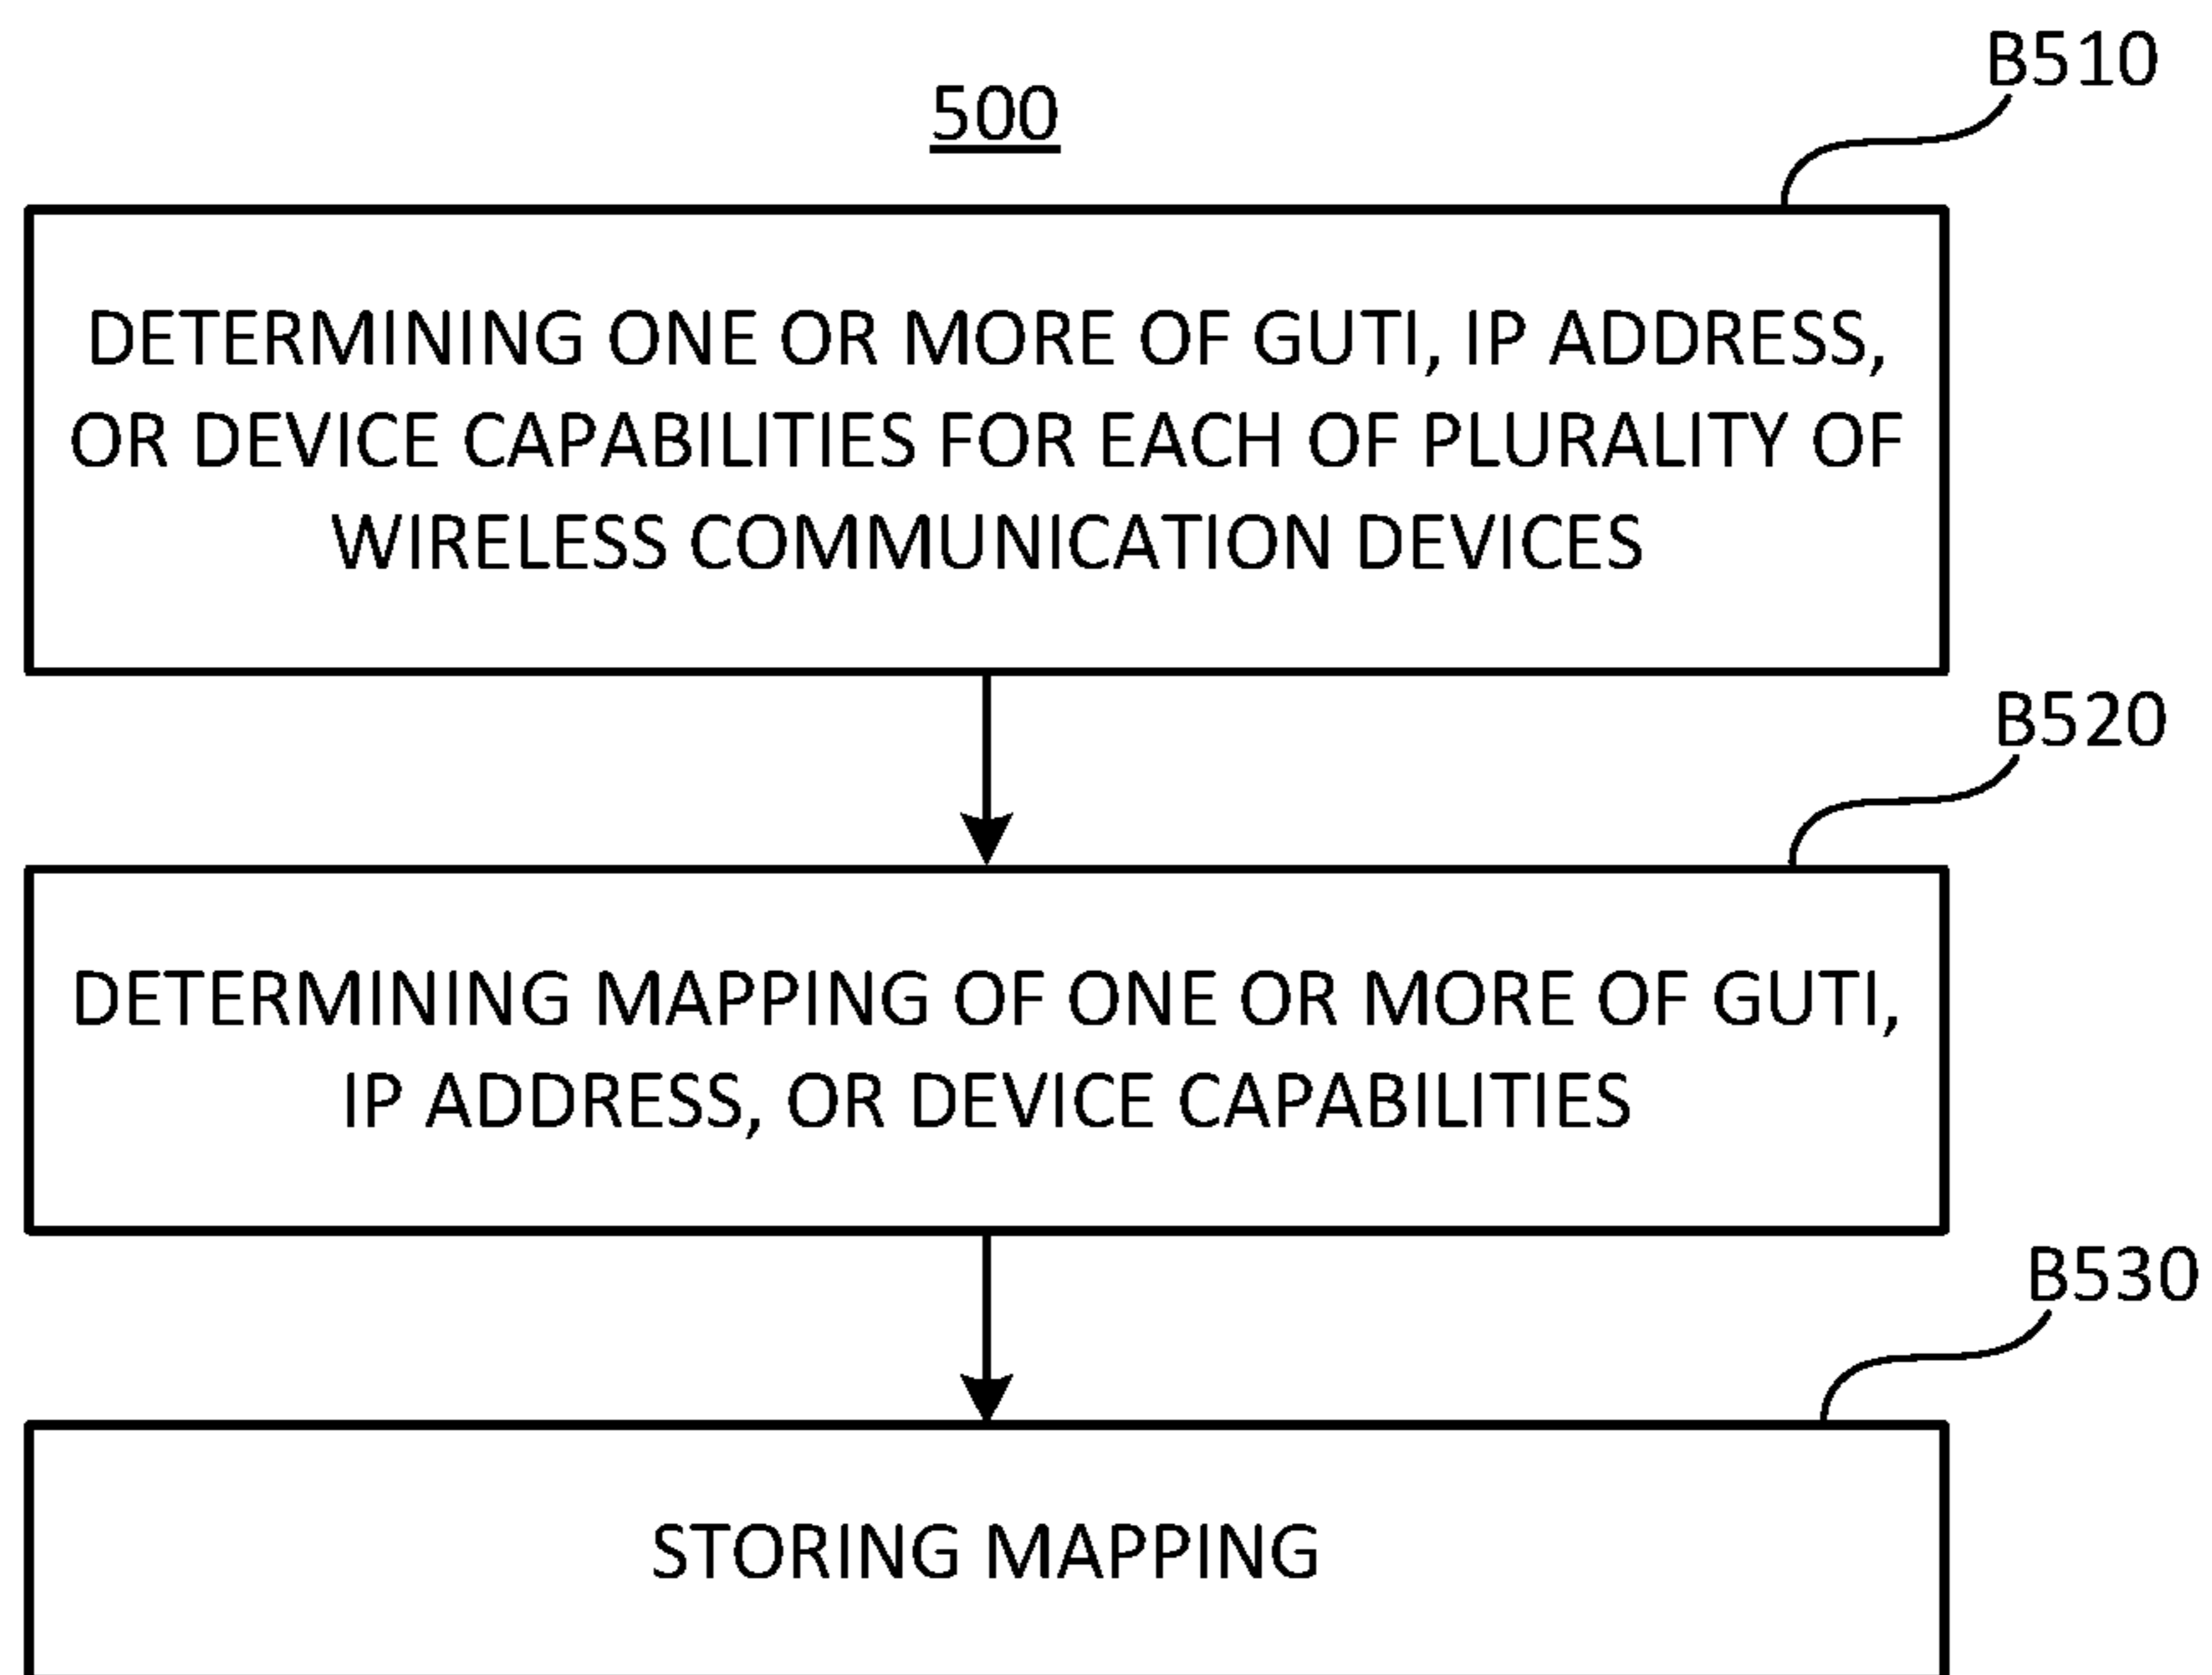 B510
500
DETERMINING ONE OR MORE OF GUTI, IP ADDRESS,
OR DEVICE CAPABILITIES FOR EACH OF PLURALITY OF
WIRELESS COMMUNICATION DEVICES
B520
DETERMINING MAPPING OF ONE OR MORE OF GUTI,
IP ADDRESS, OR DEVICE CAPABILITIES
B530
STORING MAPPING